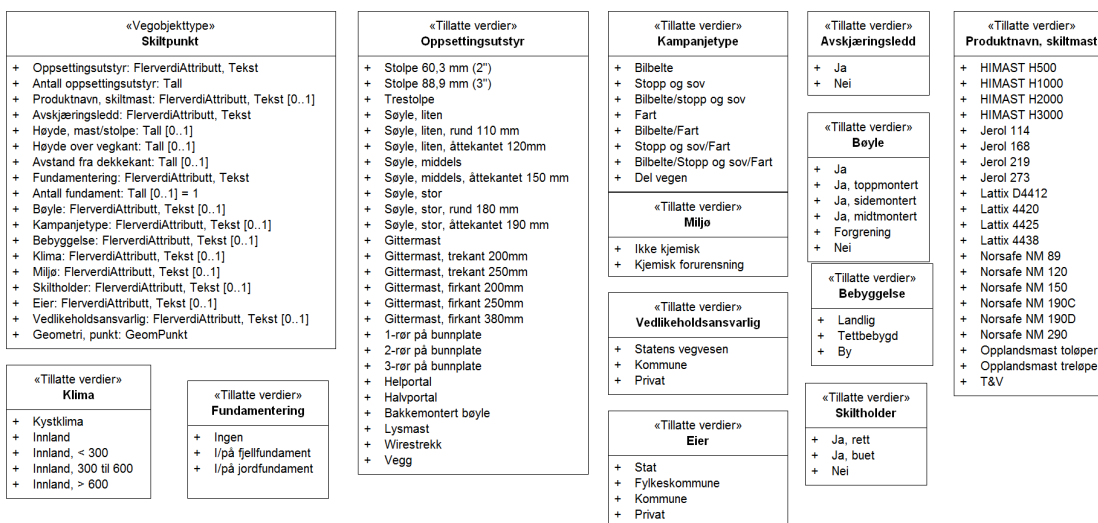 «Vegobjekttype»
Skiltpunkt
+ Oppsettingsutstyr: FlerverdiAttributt, Tekst
+ Antall oppsettingsutstyr: Tall
+ Produktnavn, skiltmast: FlerverdiAttributt, Tekst [0..1]
+ Avskjæringsledd: FlerverdiAttributt, Tekst
+ Høyde, mast/stolpe: Tall [0..1]
+ Høyde over vegkant: Tall [0..1]
+ Avstand fra dekkekant: Tall [0..1]
+ Fundamentering: FlerverdiAttributt, Tekst
+ Antall fundament: Tall [0..1] = 1
+ Bøyle: FlerverdiAttributt, Tekst [0..1]
+ Kampanjetype: FlerverdiAttributt, Tekst [0..1]
+ Bebyggelse: FlerverdiAttributt, Tekst [0..1]
+ Klima: FlerverdiAttributt, Tekst [0..1]
+ Miljø: FlerverdiAttributt, Tekst [0..1]
+ Skiltholder: FlerverdiAttributt, Tekst [0..1]
+ Eier: FlerverdiAttributt, Tekst [0..1]
+ Vedlikeholdsansvarlig: FlerverdiAttributt, Tekst [0..1]
+ Geometri, punkt: GeomPunkt
«Tillatte verdier»
Klima
+ Kystklima
+ Innland
+ Innland, < 300
+ Innland, 300 til 600
+ Innland, > 600
«Tillatte verdier»
Fundamentering
+ Ingen
+ I/på fjellfundament
+ I/på jordfundament
«Tillatte verdier»
Oppsettingsutstyr
+ Stolpe 60,3 mm (2")
+ Stolpe 88,9 mm (3")
+ Trestolpe
+ Søyle, liten
+ Søyle, liten, rund 110 mm
+ Søyle, liten, åttekantet 120mm
+ Søyle, middels
+ Søyle, middels, åttekantet 150 mm
+ Søyle, stor
+ Søyle, stor, rund 180 mm
+ Søyle, stor, åttekantet 190 mm
+ Gittermast
+ Gittermast, trekant 200mm
+ Gittermast, trekant 250mm
+ Gittermast, firkant 200mm
+ Gittermast, firkant 250mm
+ Gittermast, firkant 380mm
+ 1-rør på bunnplate
+ 2-rør på bunnplate
+ 3-rør på bunnplate
+ Helportal
+ Halvportal
+ Bakkemontert bøyle
+ Lysmast
+ Wirestrekk
+ Vegg
«Tillatte verdier»
Kampanjetype
+ Bilbelte
+ Stopp og sov
+ Bilbelte/stopp og sov
+ Fart
+ Bilbelte/Fart
+ Stopp og sov/Fart
+ Bilbelte/Stopp og sov/Fart
+ Del vegen
«Tillatte verdier»
Miljø
+ Ikke kjemisk
+ Kjemisk forurensning
«Tillatte verdier»
Vedlikeholdsansvarlig
+ Statens vegvesen
+ Kommune
+ Privat
«Tillatte verdier»
Eier
+ Stat
+ Fylkeskommune
+ Kommune
+ Privat
«Tillatte verdier»
Avskjæringsledd
+ Ja
+ Nei
«Tillatte verdier»
Bøyle
+ Ja
+ Ja, toppmontert
+ Ja, sidemontert
+ Ja, midtmontert
+ Forgrening
+ Nei
«Tillatte verdier»
Bebyggelse
+ Landlig
+ Tettbebygd
+ By
«Tillatte verdier»
Skiltholder
+ Ja, rett
+ Ja, buet
+ Nei
«Tillatte verdier»
Produktnavn, skiltmast
+ HIMAST H500
+ HIMAST H1000
+ HIMAST H2000
+ HIMAST H3000
+ Jerol 114
+ Jerol 168
+ Jerol 219
+ Jerol 273
+ Lattix D4412
+ Lattix 4420
+ Lattix 4425
+ Lattix 4438
+ Norsafe NM 89
+ Norsafe NM 120
+ Norsafe NM 150
+ Norsafe NM 190C
+ Norsafe NM 190D
+ Norsafe NM 290
+ Opplandsmast toløper
+ Opplandsmast treløpe
+ T&V